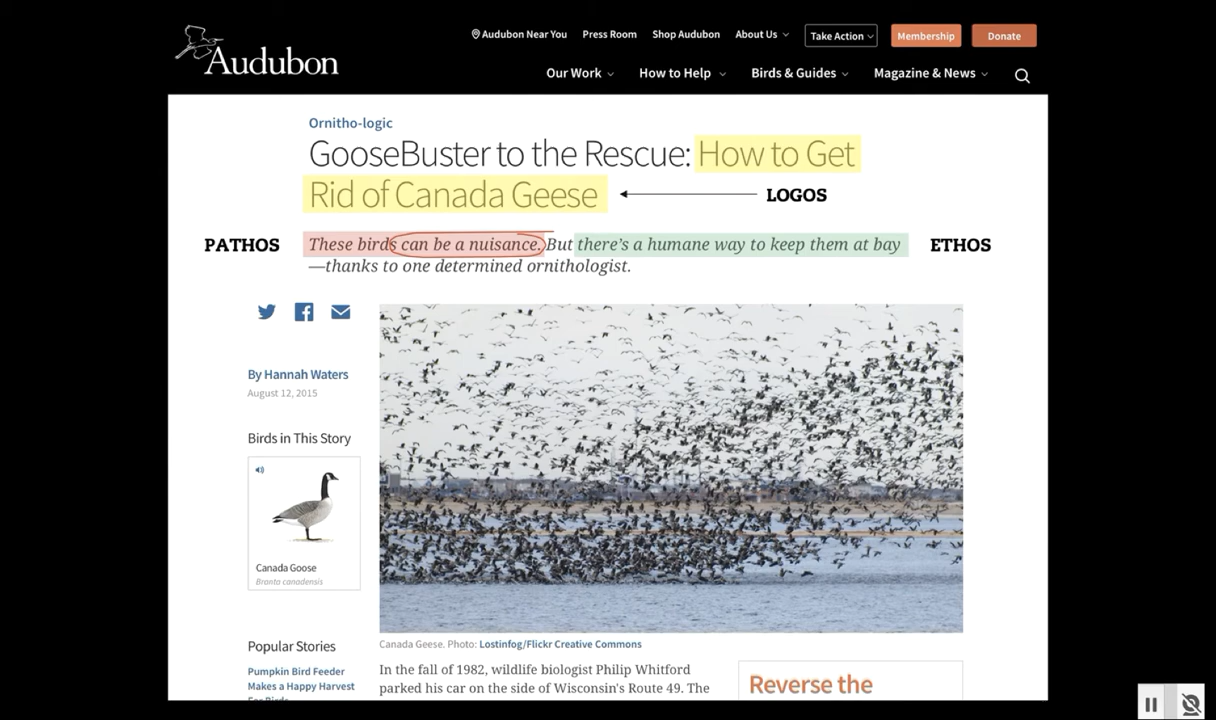 Audubon
Audubon Near You
Press Room
Shop Audubon
About Us
Take Action
Membership
Donate
Our Work
How to Help
Birds & Guides
Magazine & News
Ornitho-logic
GooseBuster to the Rescue: How to Get
Rid of Canada Geese
LOGOS
PATHOS
These birds can be a nuisance. But there's a humane way to keep them at bay
—thanks to one determined ornithologist.
ETHOS
By Hannah Waters
August 12, 2015
Birds in This Story
Canada Goose
Branta canadensis
Popular Stories
Pumpkin Bird Feeder
Makes a Happy Harvest
For Birds
Canada Geese. Photo: Lostinfog/Flickr Creative Commons
In the fall of 1982, wildlife biologist Philip Whitford
parked his car on the side of Wisconsin's Route 49. The
Reverse the